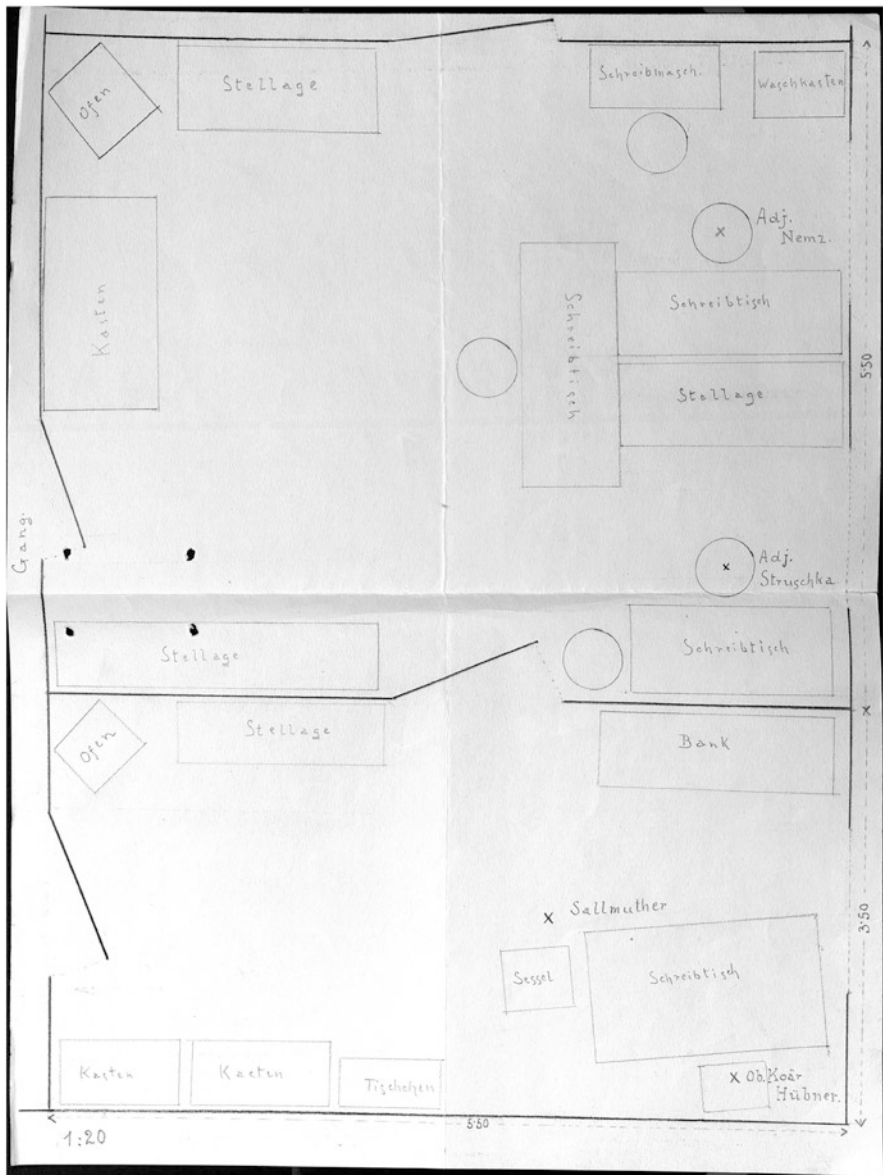 Ofen
Stellage
Schreibmasch.
Waschkasten
Adj.
Nemz.
Kasten
Schreibtisch
Schreibtisch
Stellage
5·50
Gang.
Adj.
Struschka
Stellage
Schreibtisch
Ofen
Stellage
Bank
Sallmuther
Sessel
Schreibtisch
3·50
Kasten
Kasten
Tischchen
Ob. Koär
Hübner.
5·50
1:20